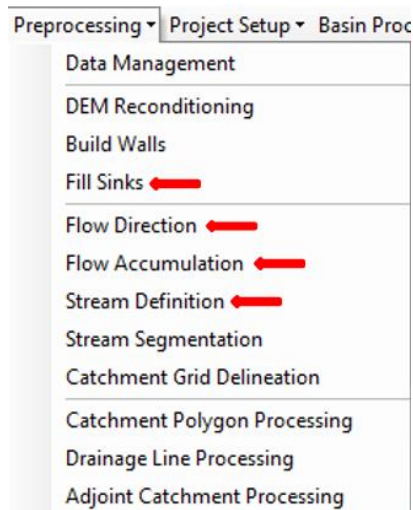 Preprocessing Project Setup Basin Proc
Data Management
DEM Reconditioning
Build Walls
Fill Sinks
Flow Direction
Flow Accumulation
Stream Definition
Stream Segmentation
Catchment Grid Delineation
Catchment Polygon Processing
Drainage Line Processing
Adjoint Catchment Processing